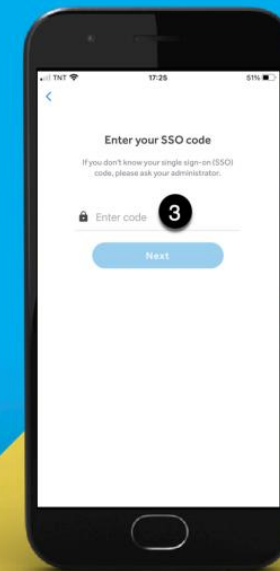 TNT 17:25 51%
Enter your SSO code
If you don't know your single sign-on (SSO)
code, please ask your administrator.
Enter code 3
Next